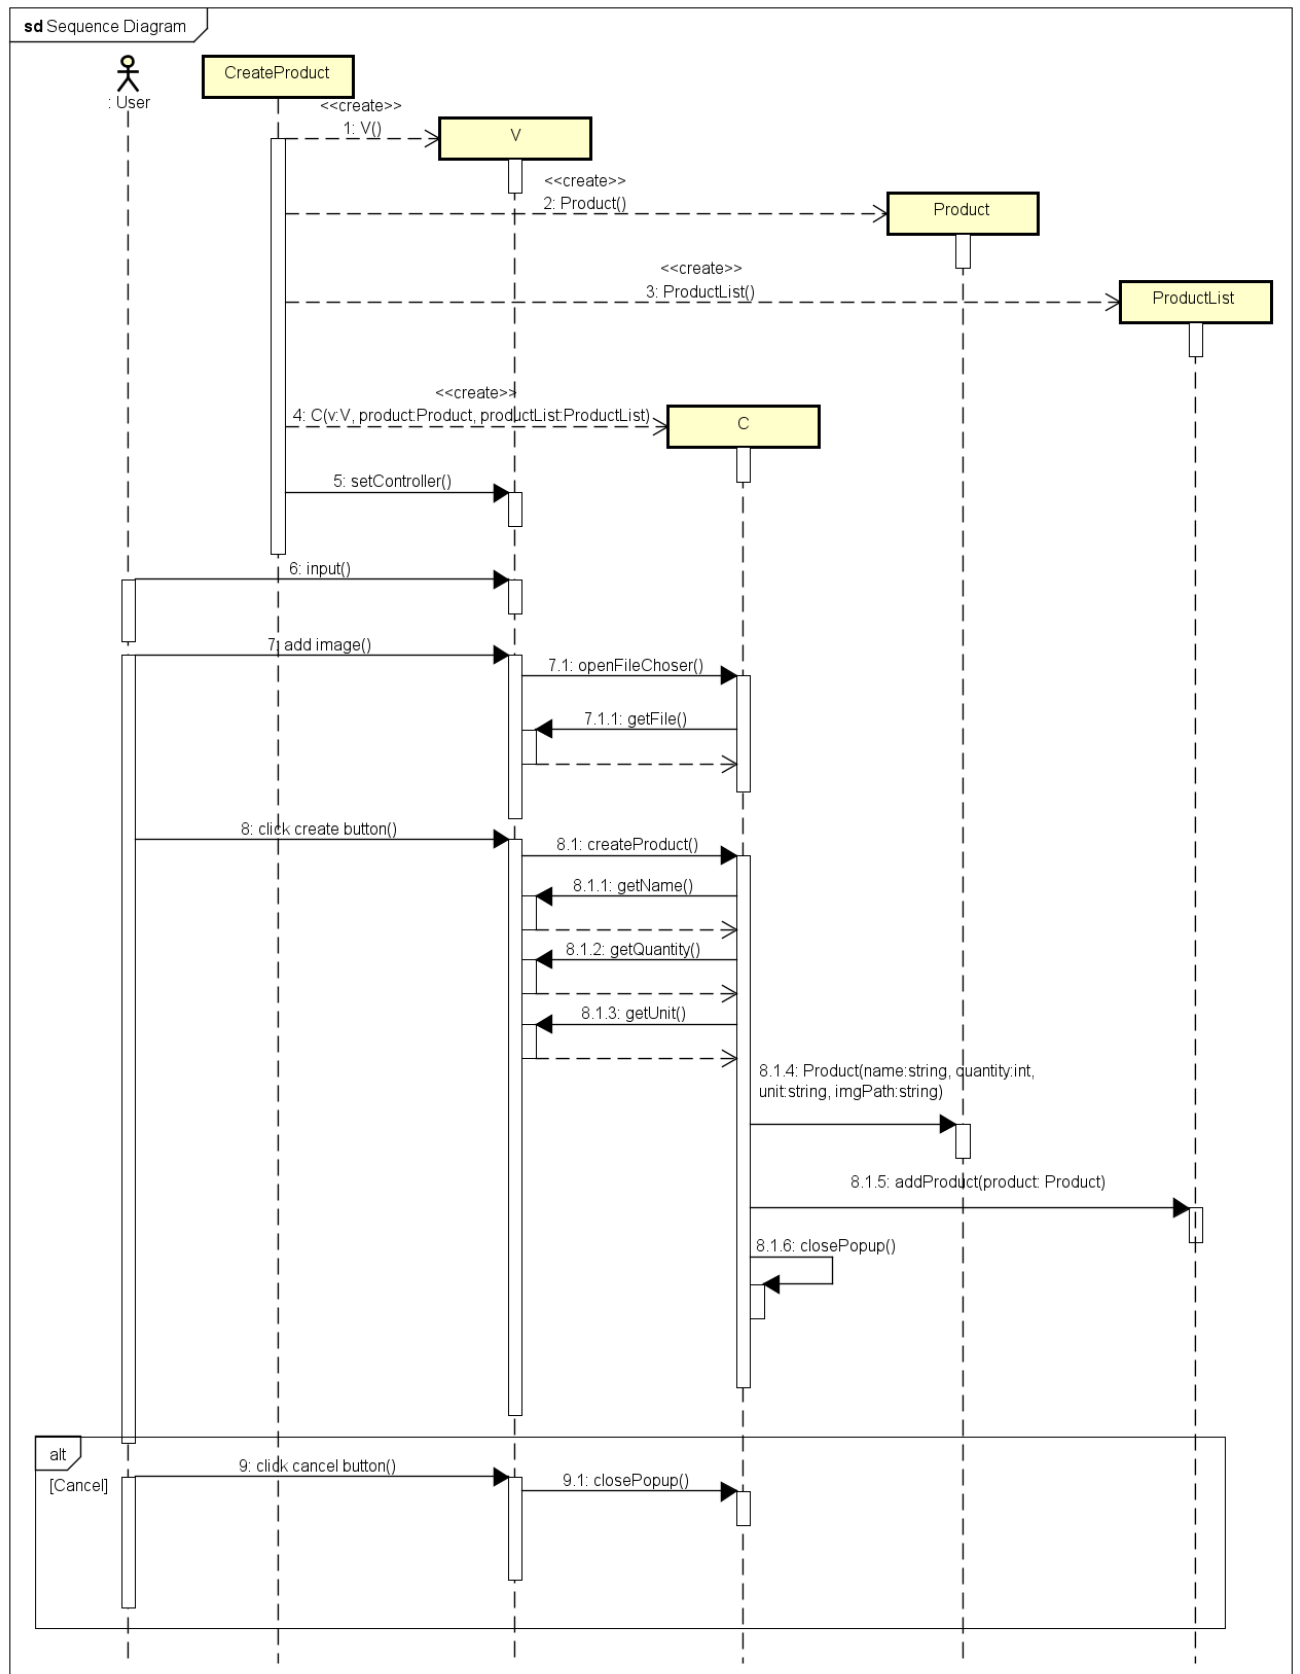 sd Sequence Diagram
: User
CreateProduct
<<create>>
1: V()
V
<<create>>
2: Product()
Product
<<create>>
3: ProductList()
ProductList
<<create>>
4: C(v:V, product:Product, productList:ProductList)
C
5: setController()
6: input()
7: add image()
7.1: openFileChoser()
7.1.1: getFile()
8: click create button()
8.1: createProduct()
8.1.1: getName()
8.1.2: getQuantity()
8.1.3: getUnit()
8.1.4: Product(name:string, quantity:int,
unit:string, imgPath:string)
8.1.5: addProduct(product: Product)
8.1.6: closePopup()
alt
[Cancel]
9: click cancel button()
9.1: closePopup()